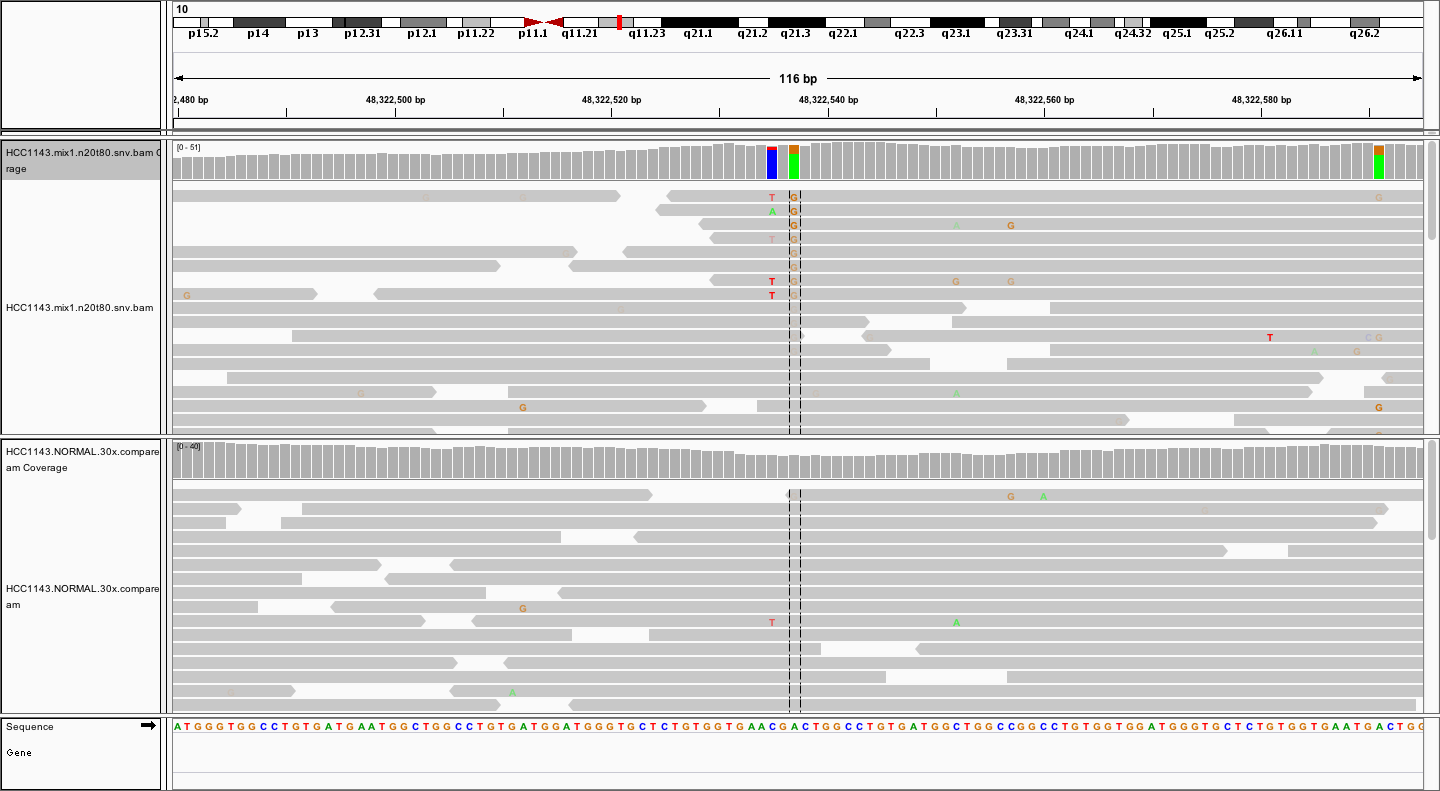 10
p15.2 p14 p13 p12.31 p12.1 p11.22 p11.1 q11.21 q11.23 q21.1 q21.2 q21.3 q22.1 q22.3 q23.1 q23.31 q24.1 q24.32 q25.1 q25.2 q26.11 q26.2
116 bp
2,480 bp 48,322,500 bp 48,322,520 bp 48,322,540 bp 48,322,560 bp 48,322,580 bp
HCC1143.mix1.n20t80.snv.bam C
rage
[0 - 51]
G G T G G
A G
G A G
T G
G G
G
T G G G
G T G
HCC1143.mix1.n20t80.snv.bam
G
T C G
A G
G G A
G G
HCC1143.NORMAL.30x.compare
am Coverage
[0 - 40]
G A
HCC1143.NORMAL.30x.compare
am
G
T A
G A
Sequence
A T G G G T G G C C T G T G A T G A A T G G C T G G C C T G T G A T G G A T G G G T G C T C T G T G G T G A A C G A C T G G C C T G T G A T G G C T G G C C G G C C T G T G G T G G A T G G G T G C T C T G T G G T G A A T G A C T G G
Gene